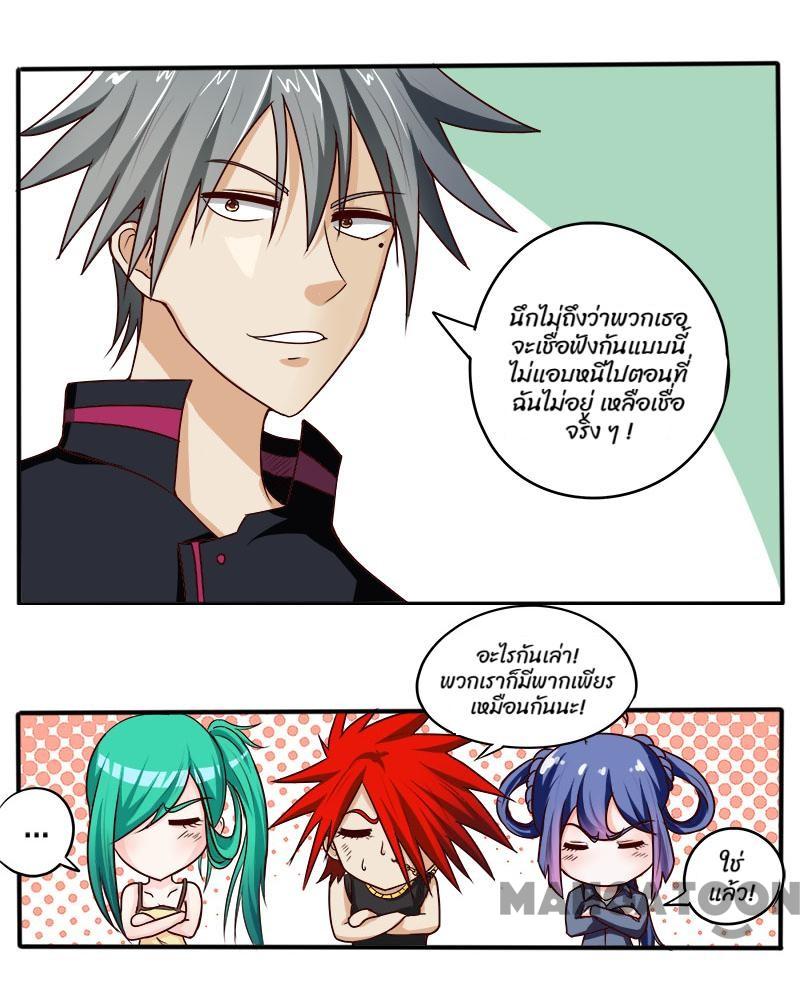 นึกไม่ถึงว่าพวกเธอ
จะเชื่อฟังกันแบบนี้
ไม่แอบหนีไปตอนที่
ฉันไม่อยู่ เหลือเชื่อ
จริง ๆ !
อะไรกันเล่า!
พวกเราก็มีพากเพียร
เหมือนกันนะ!
...
ใช่
แล้ว!
MANGATOON